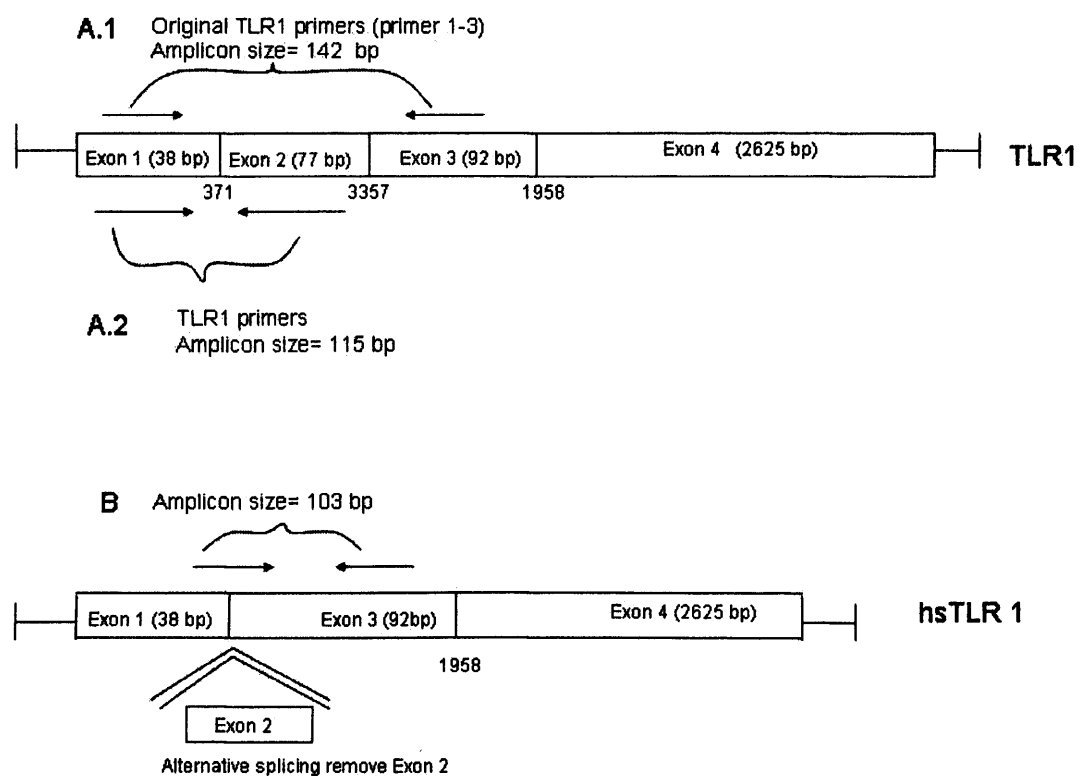 A.1
Original TLR1 primers (primer 1-3)
Amplicon size= 142 bp
Exon 1 (38 bp)
Exon 2 (77 bp)
Exon 3 (92 bp)
Exon 4 (2625 bp)
TLR1
371
3357
1958
A.2
TLR1 primers
Amplicon size= 115 bp
B
Amplicon size= 103 bp
Exon 1 (38 bp)
Exon 3 (92bp)
Exon 4 (2625 bp)
hsTLR 1
1958
Exon 2
Alternative splicing remove Exon 2